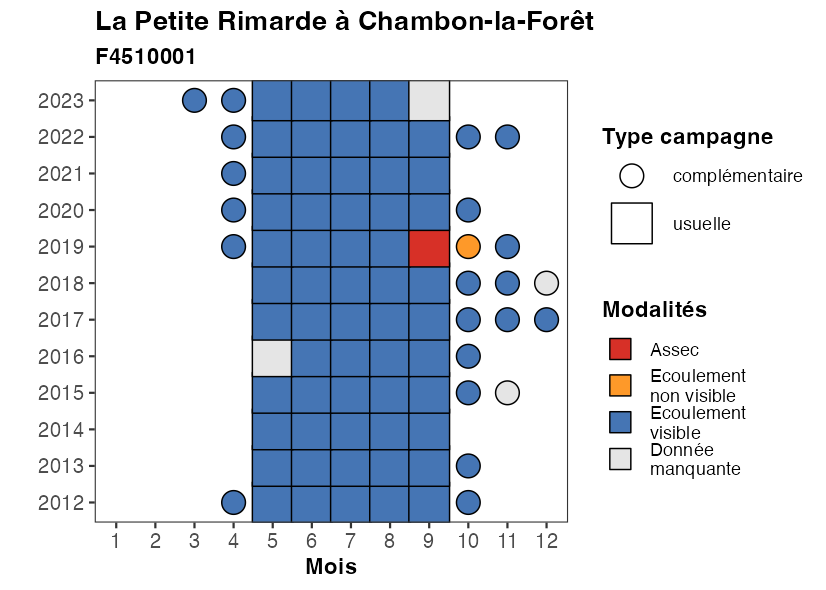 La Petite Rimarde à Chambon-la-Forêt
F4510001
2023
2022
2021
2020
2019
2018
2017
2016
2015
2014
2013
2012
1 2 3 4 5 6 7 8 9 10 11 12
Mois
Type campagne
complémentaire
usuelle
Modalités
Assec
Ecoulement
non visible
Ecoulement
visible
Donnée
manquante